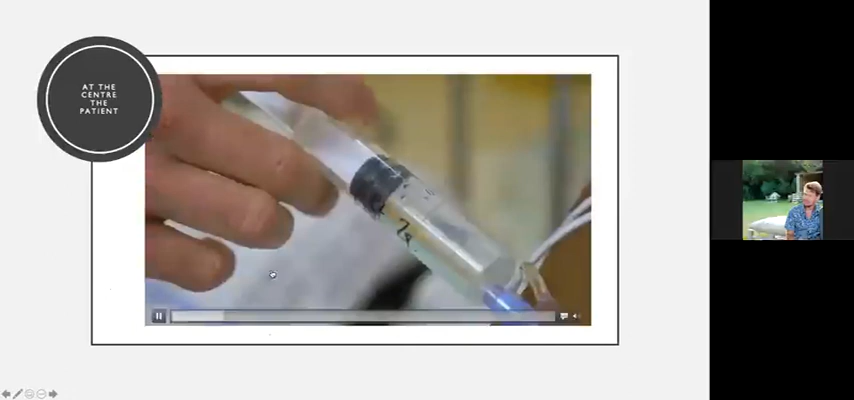 AT THE
CENTRE
THE
PATIENT